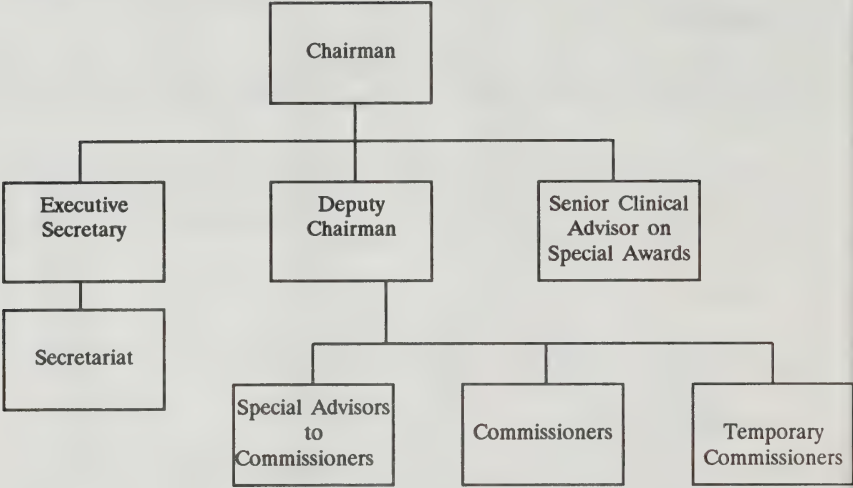 Chairman
Executive
Secretary
Deputy
Chairman
Senior Clinical
Advisor on
Special Awards
Secretariat
Special Advisors
to
Commissioners
Commissioners
Temporary
Commissioners